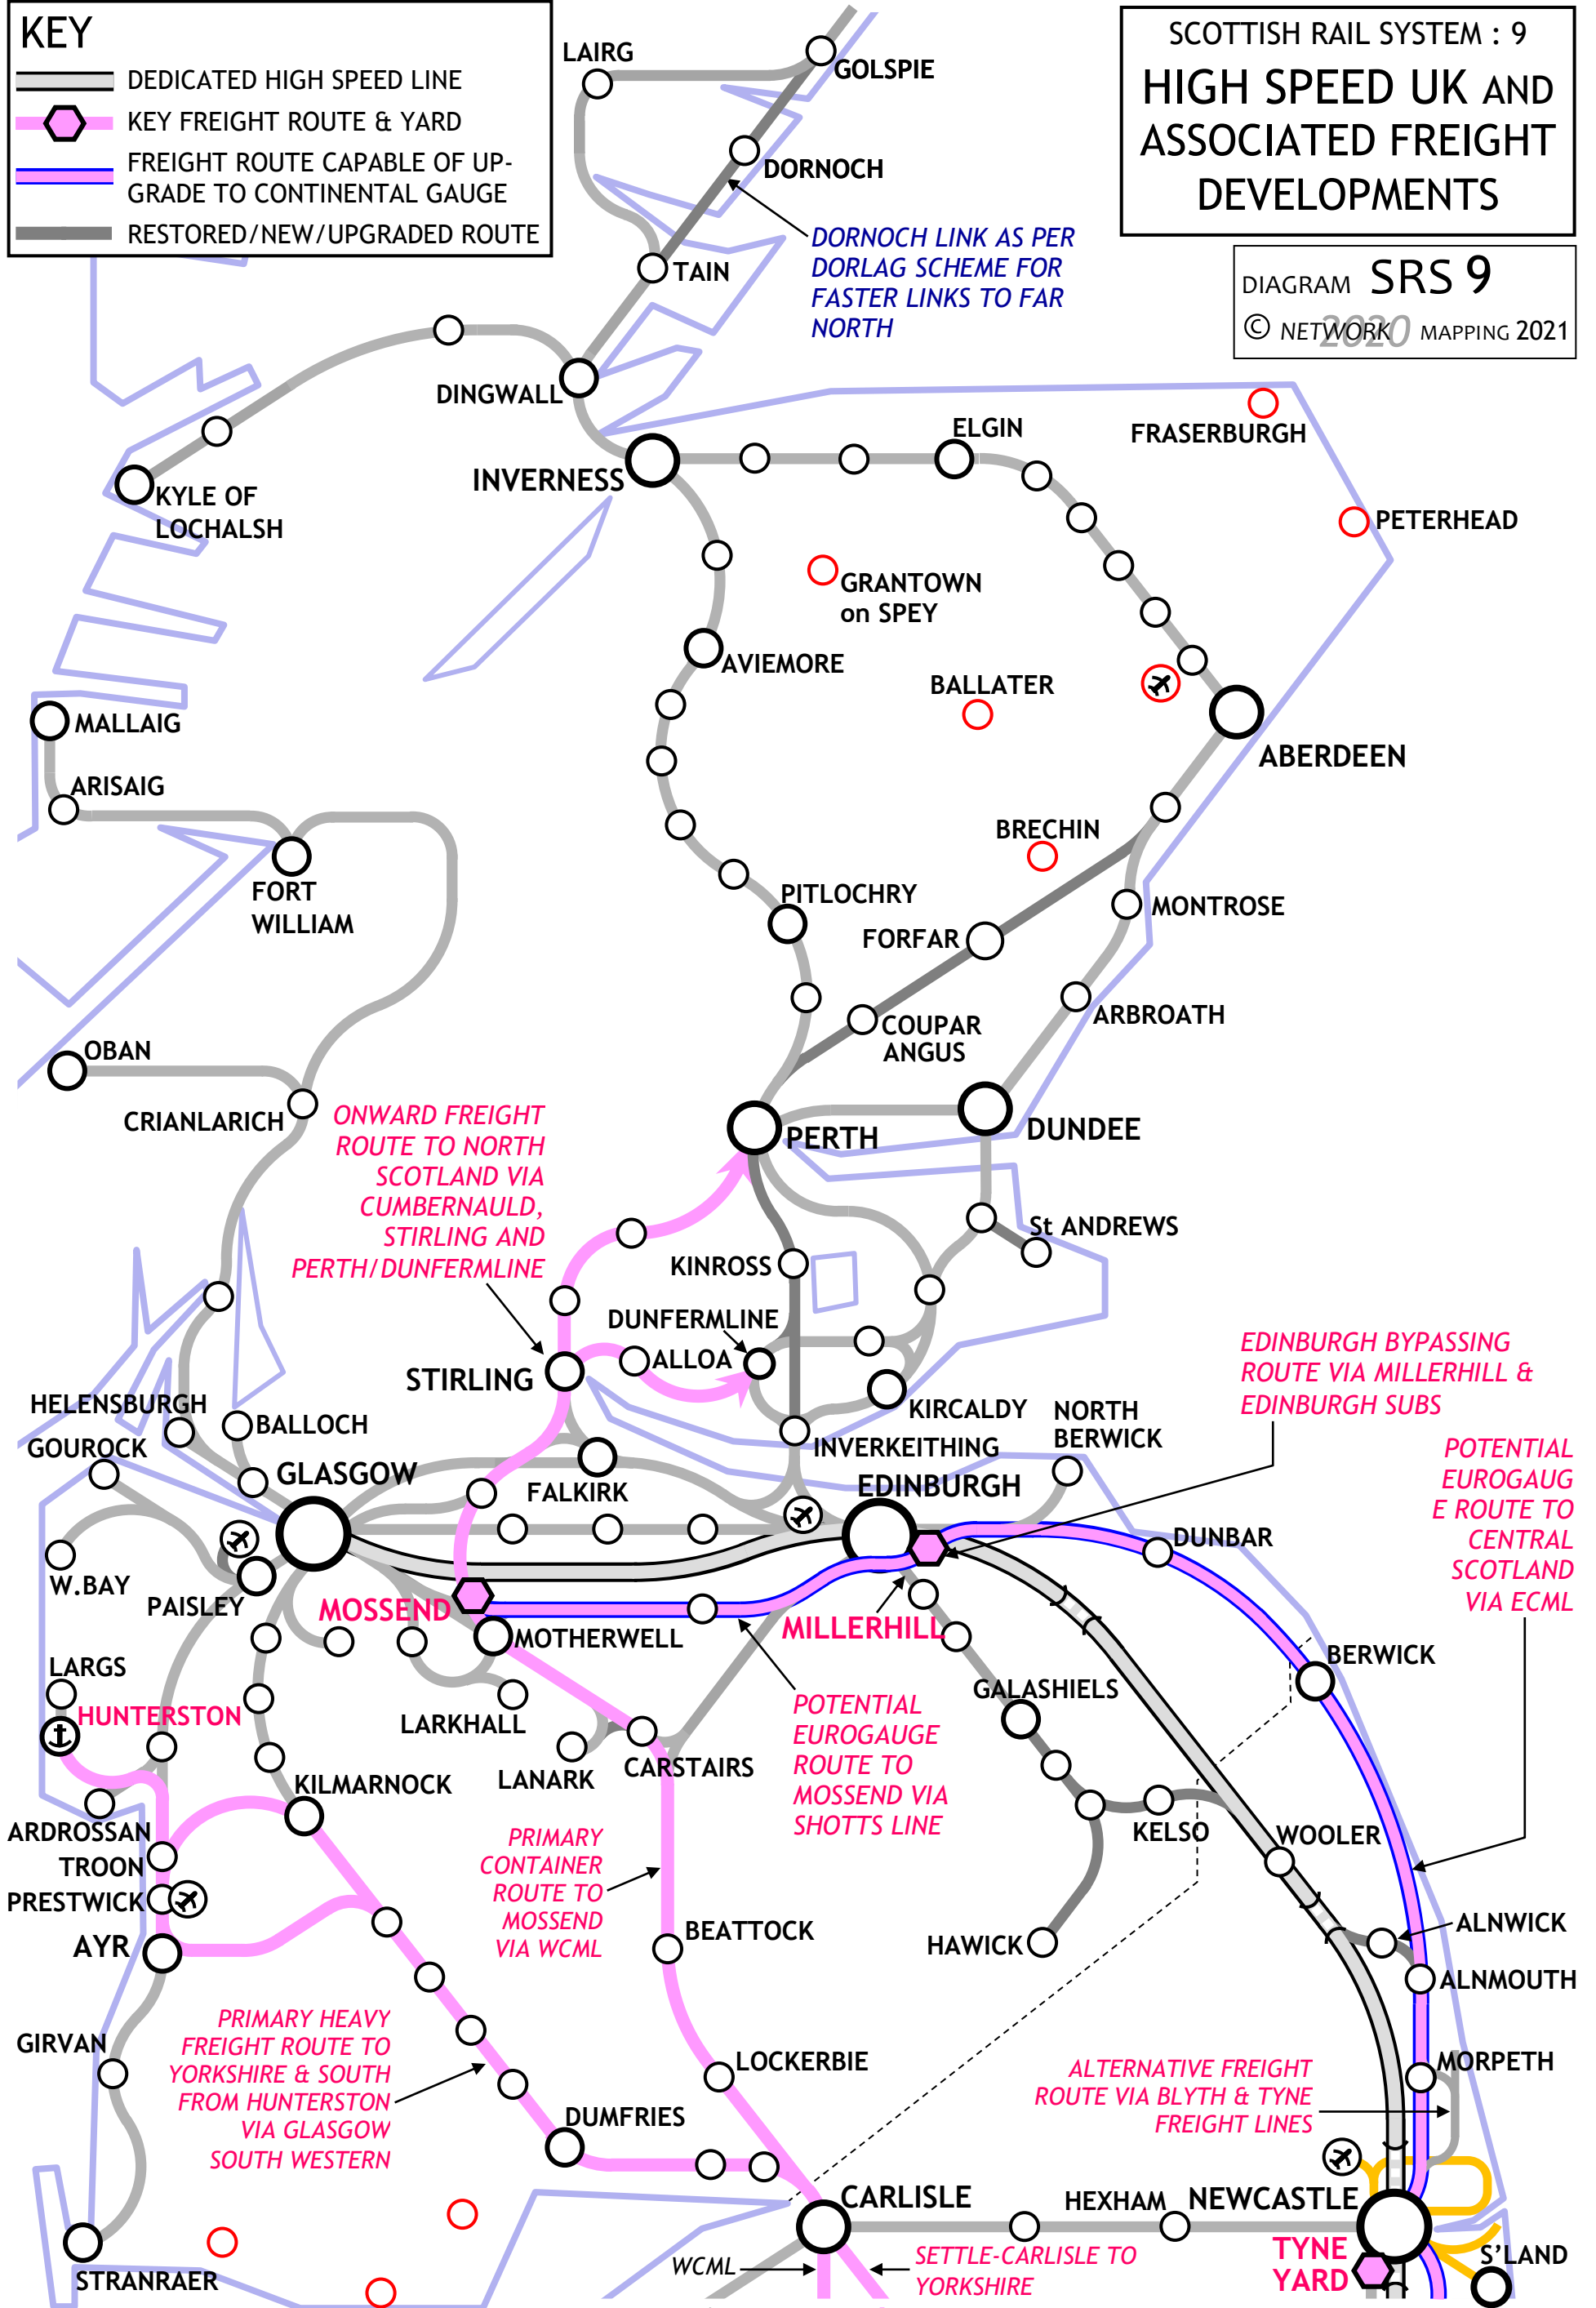 KEY
DEDICATED HIGH SPEED LINE
KEY FREIGHT ROUTE & YARD
FREIGHT ROUTE CAPABLE OF UP-
GRADE TO CONTINENTAL GAUGE
RESTORED/NEW/UPGRADED ROUTE
SCOTTISH RAIL SYSTEM : 9
HIGH SPEED UK AND
ASSOCIATED FREIGHT
DEVELOPMENTS
DIAGRAM SRS 9
© NETWORK 2020 MAPPING 2021
LAIRG
GOLSPIE
DORNOCH
TAIN
DORNOCH LINK AS PER
DORLAG SCHEME FOR
FASTER LINKS TO FAR
NORTH
DINGWALL
KYLE OF
LOCHALSH
INVERNESS
ELGIN
FRASERBURGH
PETERHEAD
GRANTOWN
on SPEY
AVIEMORE
BALLATER
ABERDEEN
MALLAIG
ARISAIG
FORT
WILLIAM
BRECHIN
PITLOCHRY
FORFAR
MONTROSE
COUPAR
ANGUS
ARBROATH
OBAN
CRIANLARICH
PERTH
DUNDEE
ONWARD FREIGHT
ROUTE TO NORTH
SCOTLAND VIA
CUMBERNAULD,
STIRLING AND
PERTH/DUNFERMLINE
St ANDREWS
KINROSS
DUNFERMLINE
ALLOA
STIRLING
KIRCALDY
INVERKEITHING
NORTH
BERWICK
EDINBURGH BYPASSING
ROUTE VIA MILLERHILL &
EDINBURGH SUBS
HELENSBURGH
BALLOCH
GOUROCK
GLASGOW
FALKIRK
EDINBURGH
POTENTIAL
EUROGAUG
E ROUTE TO
CENTRAL
SCOTLAND
VIA ECML
DUNBAR
W.BAY
PAISLEY
MOSSEND
MOTHERWELL
MILLERHILL
BERWICK
LARGS
HUNTERSTON
LARKHALL
LANARK
CARSTAIRS
POTENTIAL
EUROGAUGE
ROUTE TO
MOSSEND VIA
SHOTTS LINE
GALASHIELS
KILMARNOCK
ARDROSSAN
TROON
PRESTWICK
AYR
PRIMARY
CONTAINER
ROUTE TO
MOSSEND
VIA WCML
KELSO
WOOLER
BEATTOCK
HAWICK
ALNWICK
ALNMOUTH
GIRVAN
PRIMARY HEAVY
FREIGHT ROUTE TO
YORKSHIRE & SOUTH
FROM HUNTERSTON
VIA GLASGOW
SOUTH WESTERN
LOCKERBIE
ALTERNATIVE FREIGHT
ROUTE VIA BLYTH & TYNE
FREIGHT LINES
MORPETH
DUMFRIES
CARLISLE
HEXHAM
NEWCASTLE
STRANRAER
WCML
SETTLE-CARLISLE TO
YORKSHIRE
TYNE
YARD
S'LAND